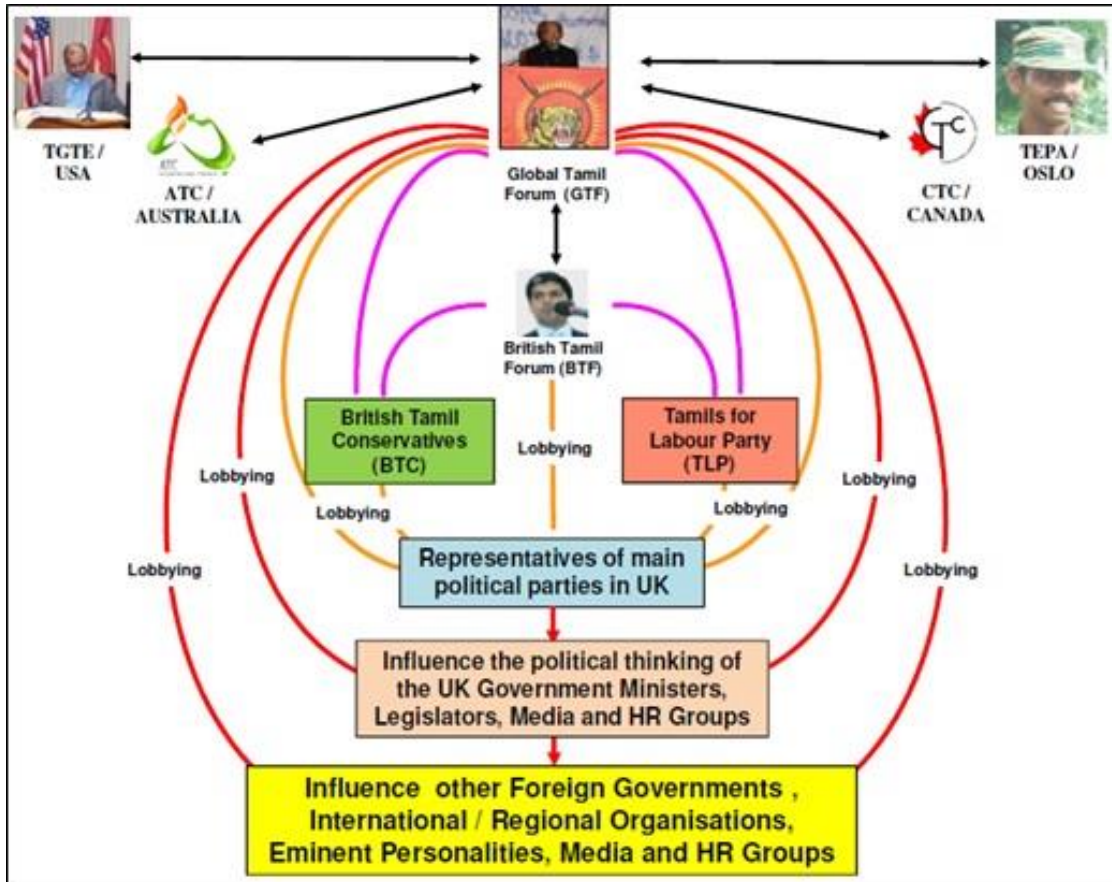 TGTE /
USA
ATC
ATC /
AUSTRALIA
Global Tamil
Forum (GTF)
CTC
CTC /
CANADA
TEPA /
OSLO
British Tamil
Forum (BTF)
British Tamil
Conservatives
(BTC)
Tamils for
Labour Party
(TLP)
Lobbying
Lobbying
Lobbying
Lobbying
Lobbying
Lobbying
Lobbying
Representatives of main
political parties in UK
Influence the political thinking of
the UK Government Ministers,
Legislators, Media and HR Groups
Influence other Foreign Governments ,
International / Regional Organisations,
Eminent Personalities, Media and HR Groups